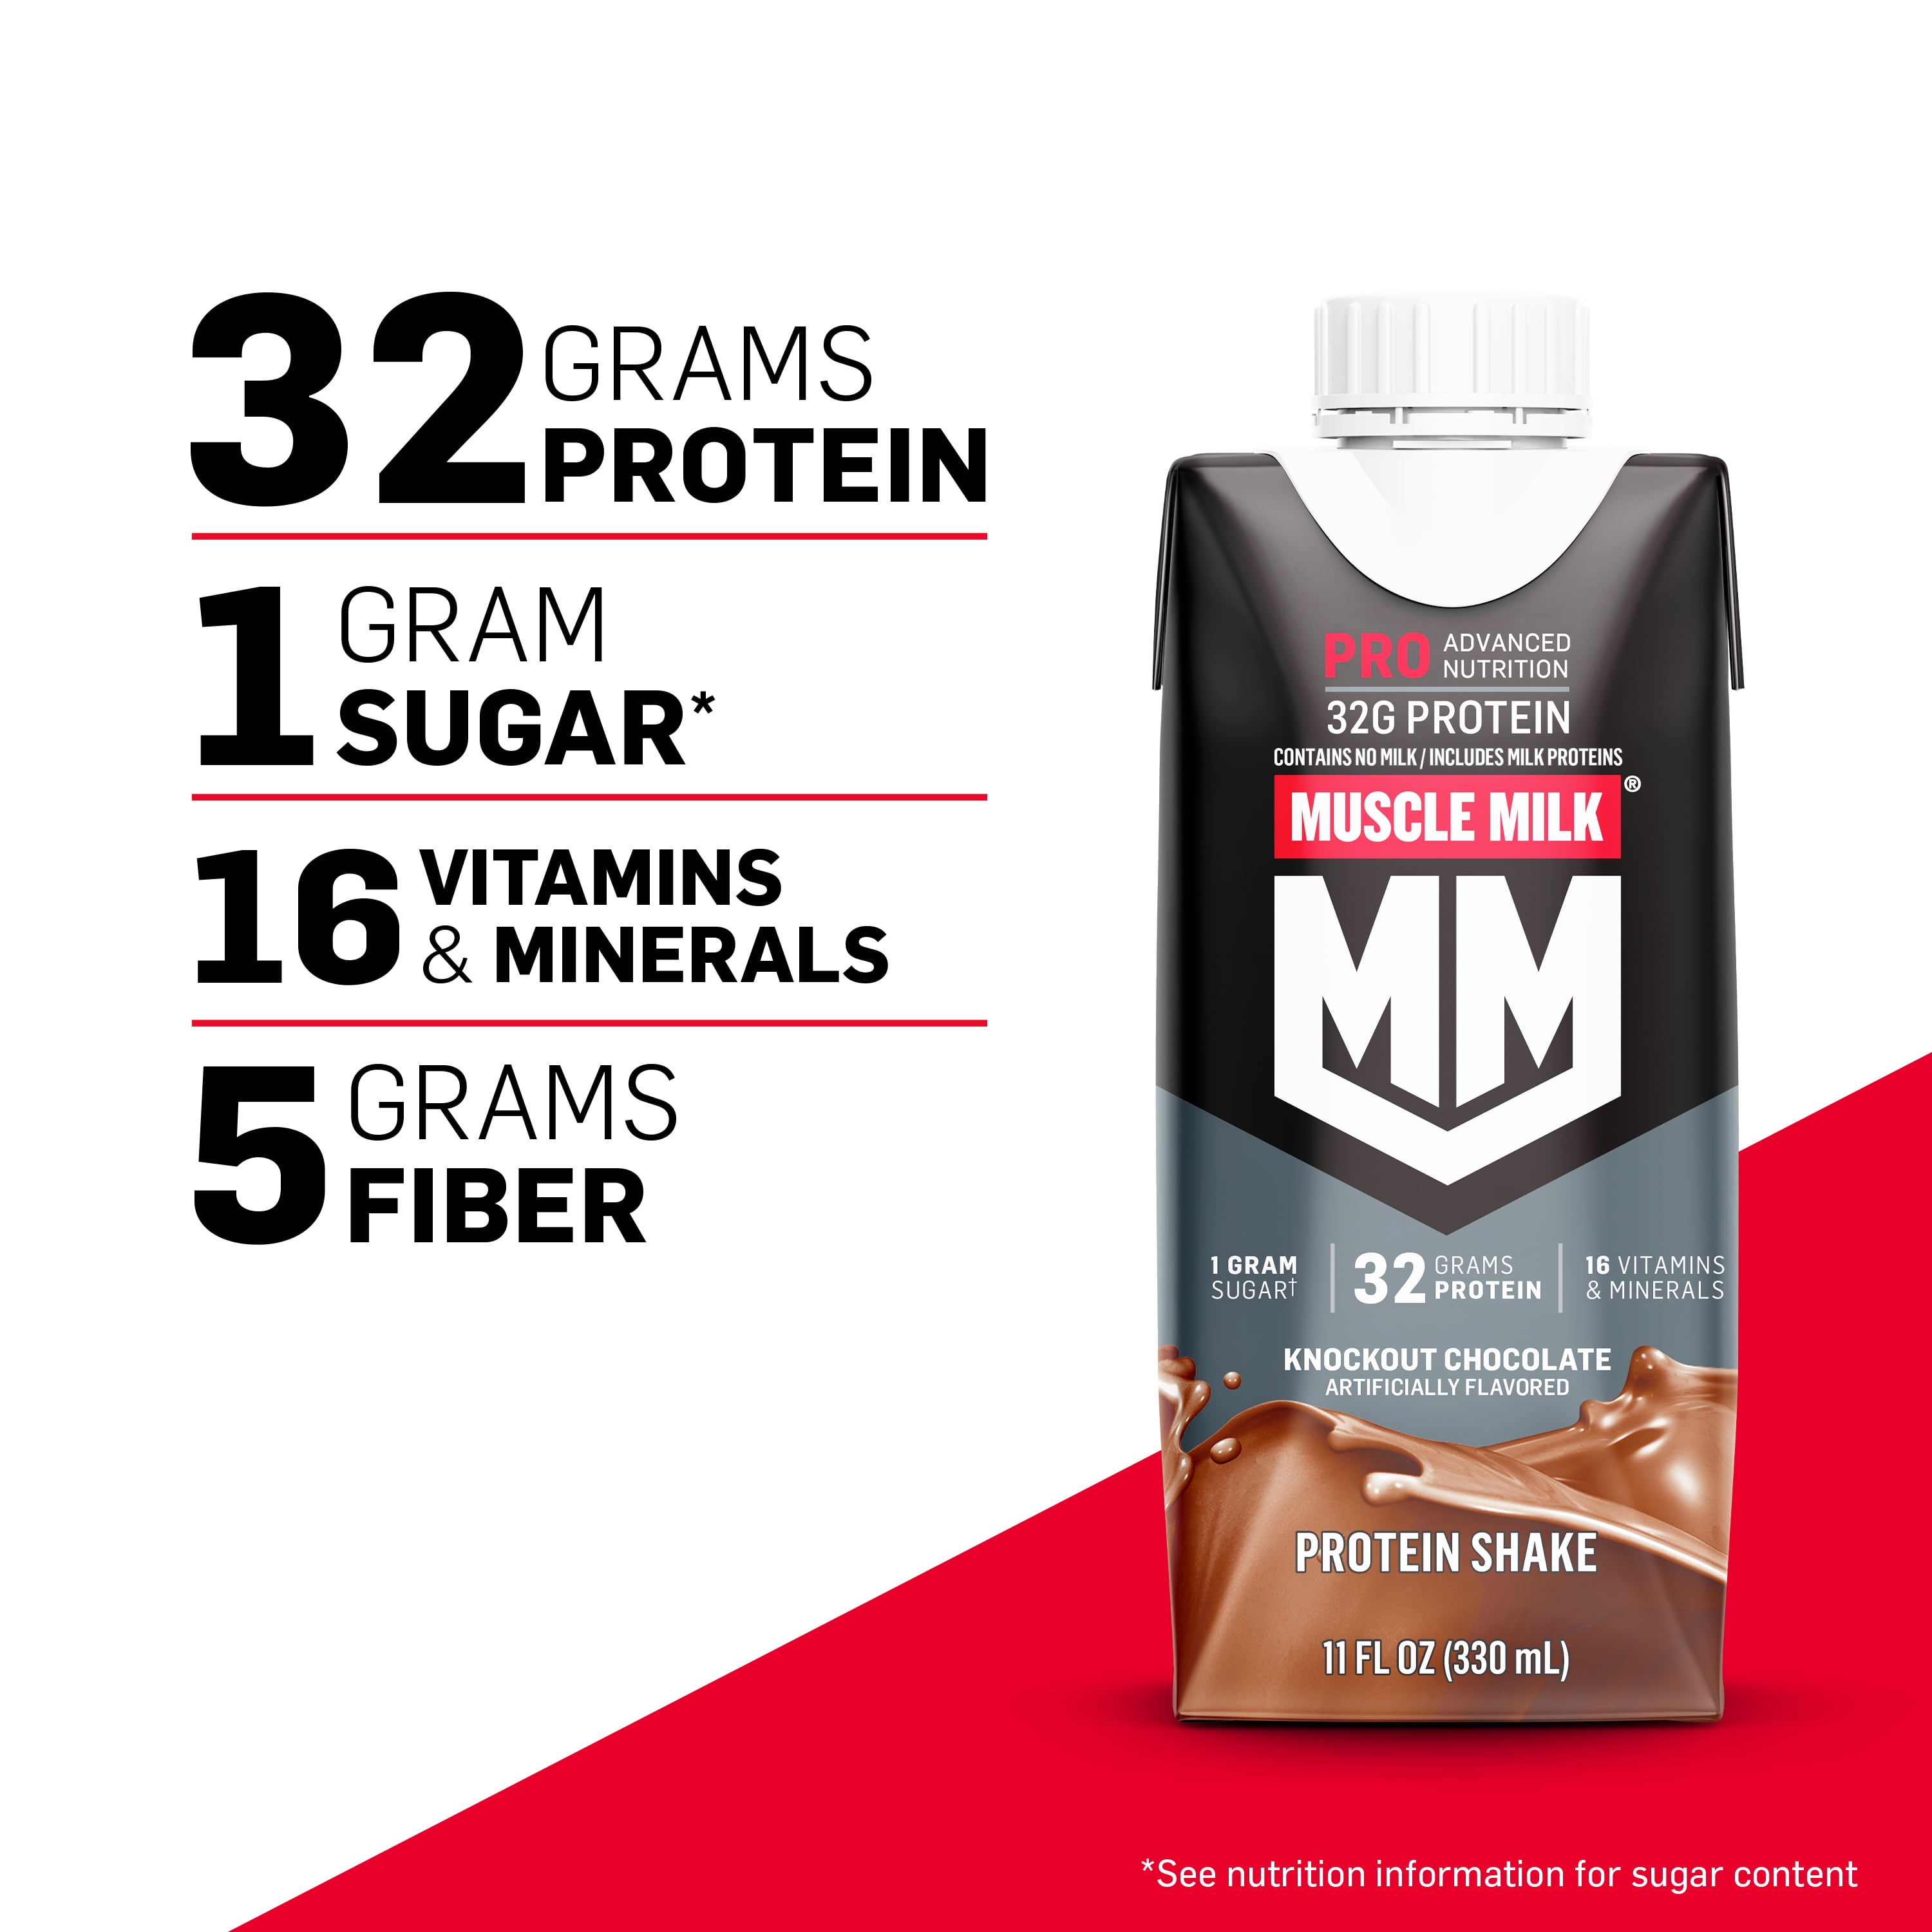 32 GRAMS
PROTEIN
1 GRAM
SUGAR*
16 VITAMINS
& MINERALS
5 GRAMS
FIBER
PRO ADVANCED
NUTRITION
32G PROTEIN
CONTAINS NO MILK / INCLUDES MILK PROTEINS
MUSCLE MILK®
MM
1 GRAM
SUGAR†
32 GRAMS
PROTEIN
16 VITAMINS
& MINERALS
KNOCKOUT CHOCOLATE
ARTIFICIALLY FLAVORED
PROTEIN SHAKE
11 FL OZ (330 mL)
*See nutrition information for sugar content